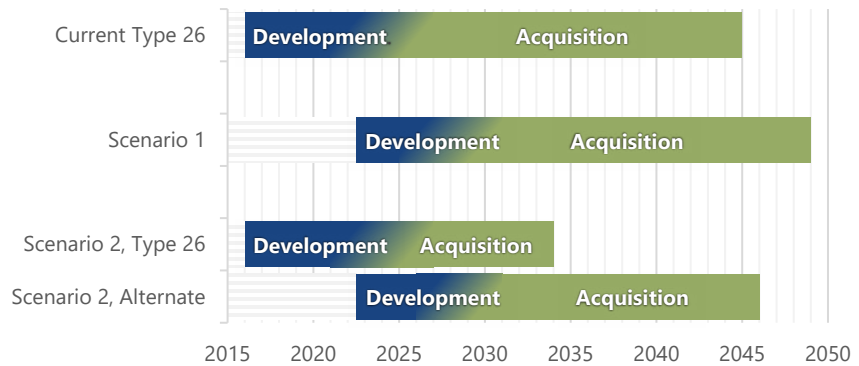 Current Type 26
Development
Acquisition
Scenario 1
Development
Acquisition
Scenario 2, Type 26
Development
Acquisition
Scenario 2, Alternate
Development
Acquisition
2015 2020 2025 2030 2035 2040 2045 2050